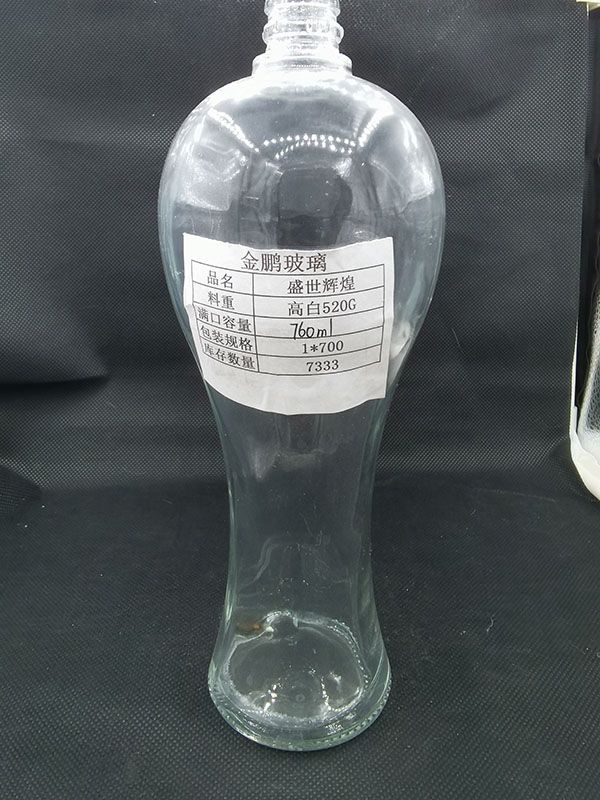 金鹏玻璃
品名 盛世辉煌
料重 高白520G
满口容量 760ml
包装规格 1*700
库存数量 7333